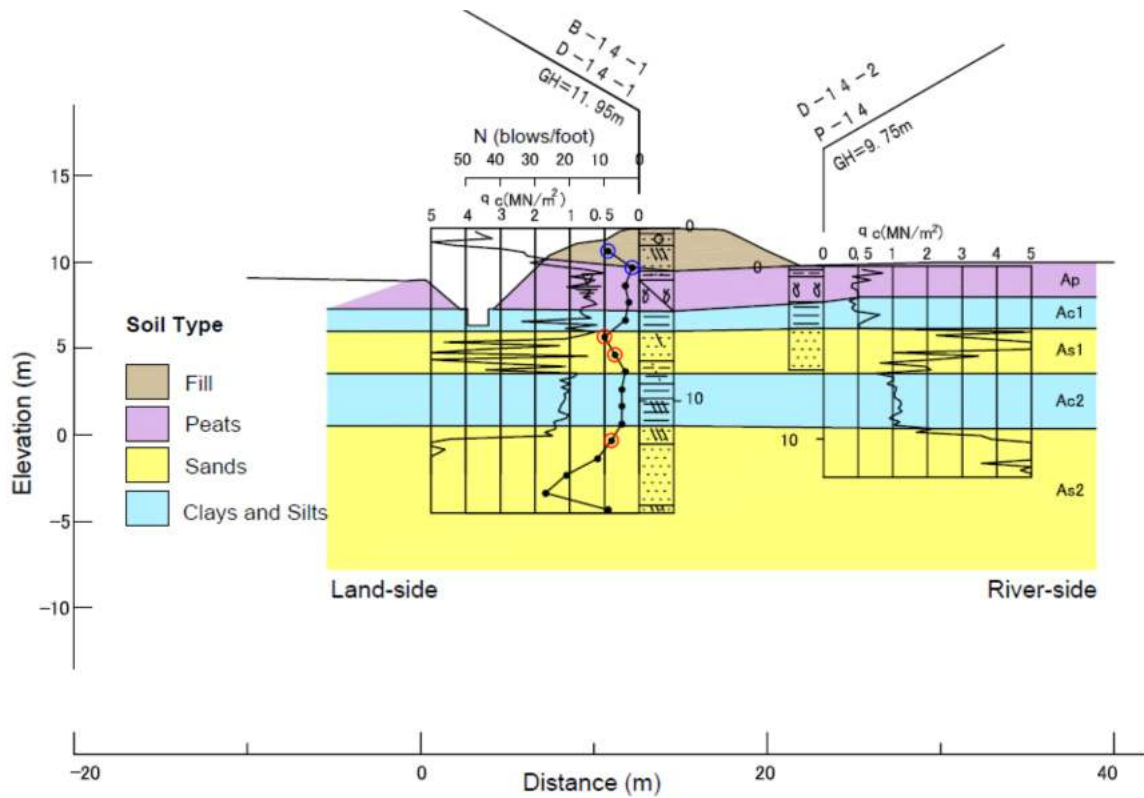 B-14-1
D-14-1
GH=11.95m
D-14-2
P-14
GH=9.75m
N (blows/foot)
50 40 30 20 10 0
q c(MN/m²)
5 4 3 2 1 0.5 0
q c(MN/m²)
0 0.5 1 2 3 4 5
0
0
10
10
15
10
5
0
-5
-10
Elevation (m)
Soil Type
Fill
Peats
Sands
Clays and Silts
Ap
Ac1
As1
Ac2
As2
Land-side
River-side
-20 0 20 40
Distance (m)